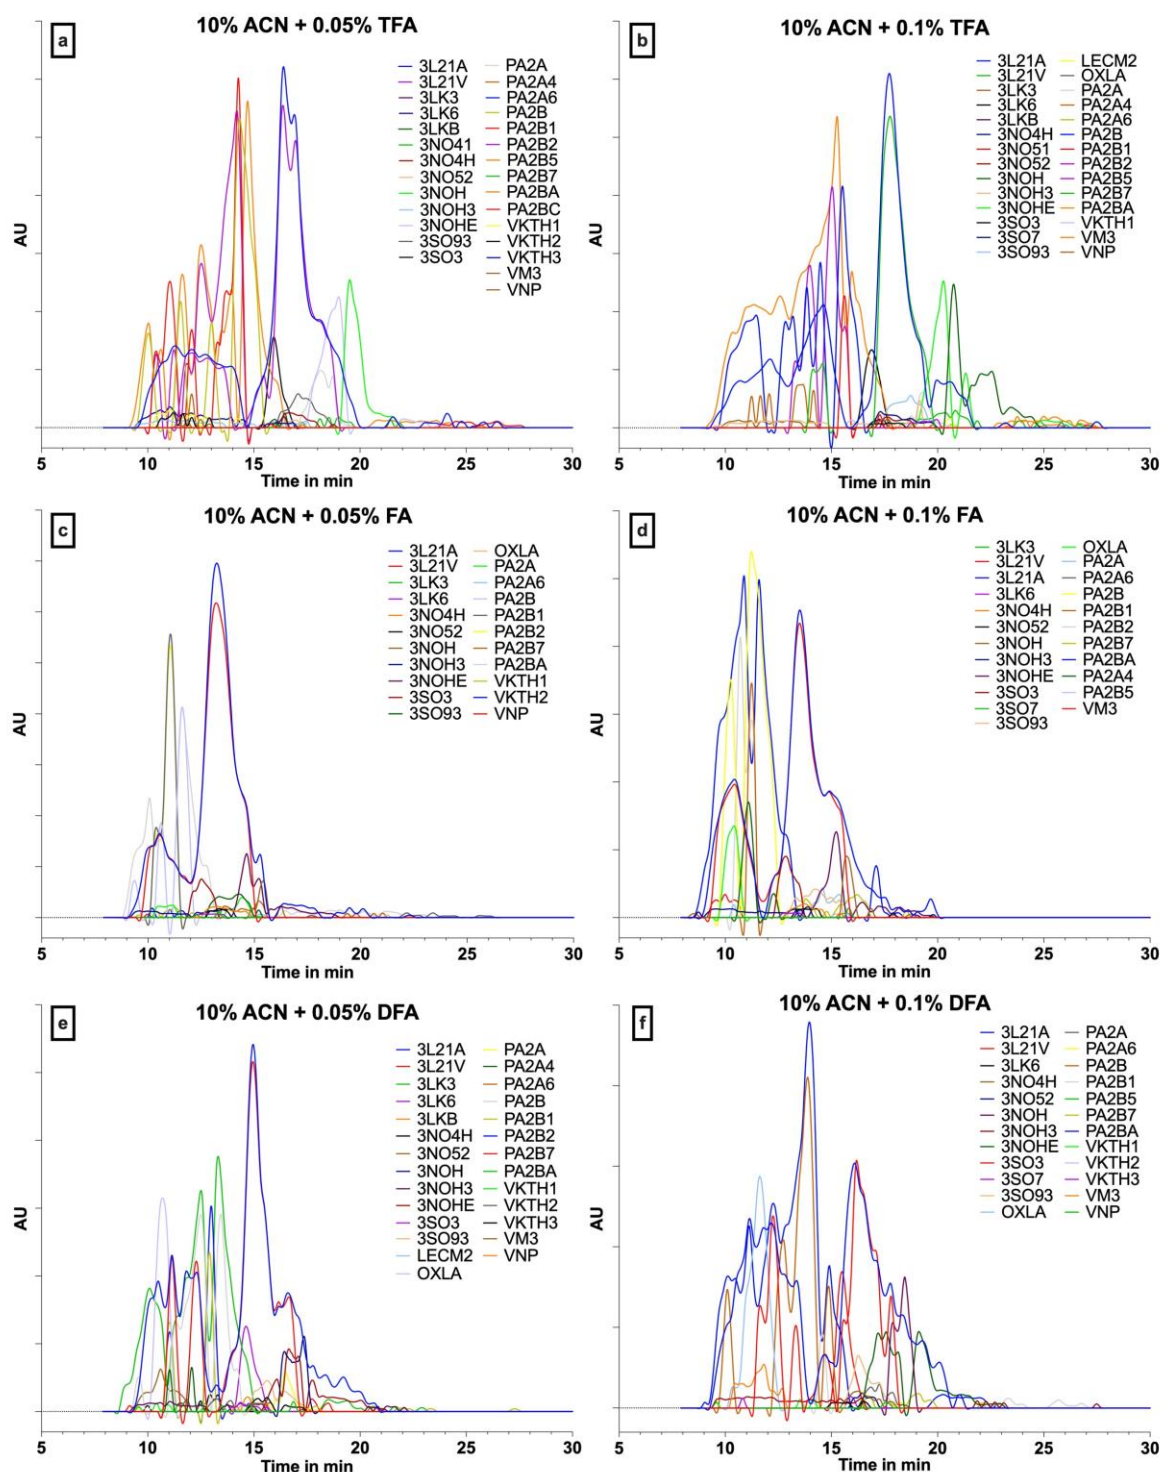 a
10% ACN + 0.05% TFA
3L21A
3L21V
3LK3
3LK6
3LKB
3NO41
3NO4H
3NO52
3NOH
3NOH3
3NOHE
3SO93
3SO3
PA2A
PA2A4
PA2A6
PA2B
PA2B1
PA2B2
PA2B5
PA2B7
PA2BA
PA2BC
VKTH1
VKTH2
VKTH3
VM3
VNP
AU
5 10 15 20 25 30
Time in min
b
10% ACN + 0.1% TFA
3L21A
3L21V
3LK3
3LK6
3LKB
3NO4H
3NO51
3NO52
3NOH
3NOH3
3NOHE
3SO3
3SO7
3SO93
LECM2
OXLA
PA2A
PA2A4
PA2A6
PA2B
PA2B1
PA2B2
PA2B5
PA2B7
PA2BA
VKTH1
VM3
VNP
AU
5 10 15 20 25 30
Time in min
c
10% ACN + 0.05% FA
3L21A
3L21V
3LK3
3LK6
3NO4H
3NO52
3NOH
3NOH3
3NOHE
3SO3
3SO93
OXLA
PA2A
PA2A6
PA2B
PA2B1
PA2B2
PA2B7
PA2BA
VKTH1
VKTH2
VNP
AU
5 10 15 20 25 30
Time in min
d
10% ACN + 0.1% FA
3LK3
3L21V
3L21A
3LK6
3NO4H
3NO52
3NOH
3NOH3
3NOHE
3SO3
3SO7
3SO93
OXLA
PA2A
PA2A6
PA2B
PA2B1
PA2B2
PA2B7
PA2BA
PA2A4
PA2B5
VM3
AU
5 10 15 20 25 30
Time in min
e
10% ACN + 0.05% DFA
3L21A
3L21V
3LK3
3LK6
3LKB
3NO4H
3NO52
3NOH
3NOH3
3NOHE
3SO3
3SO93
LECM2
OXLA
PA2A
PA2A4
PA2A6
PA2B
PA2B1
PA2B2
PA2B7
PA2BA
VKTH1
VKTH2
VKTH3
VM3
VNP
AU
5 10 15 20 25 30
Time in min
f
10% ACN + 0.1% DFA
3L21A
3L21V
3LK6
3NO4H
3NO52
3NOH
3NOH3
3NOHE
3SO3
3SO7
3SO93
OXLA
PA2A
PA2A6
PA2B
PA2B1
PA2B5
PA2B7
PA2BA
VKTH1
VKTH2
VKTH3
VM3
VNP
AU
5 10 15 20 25 30
Time in min